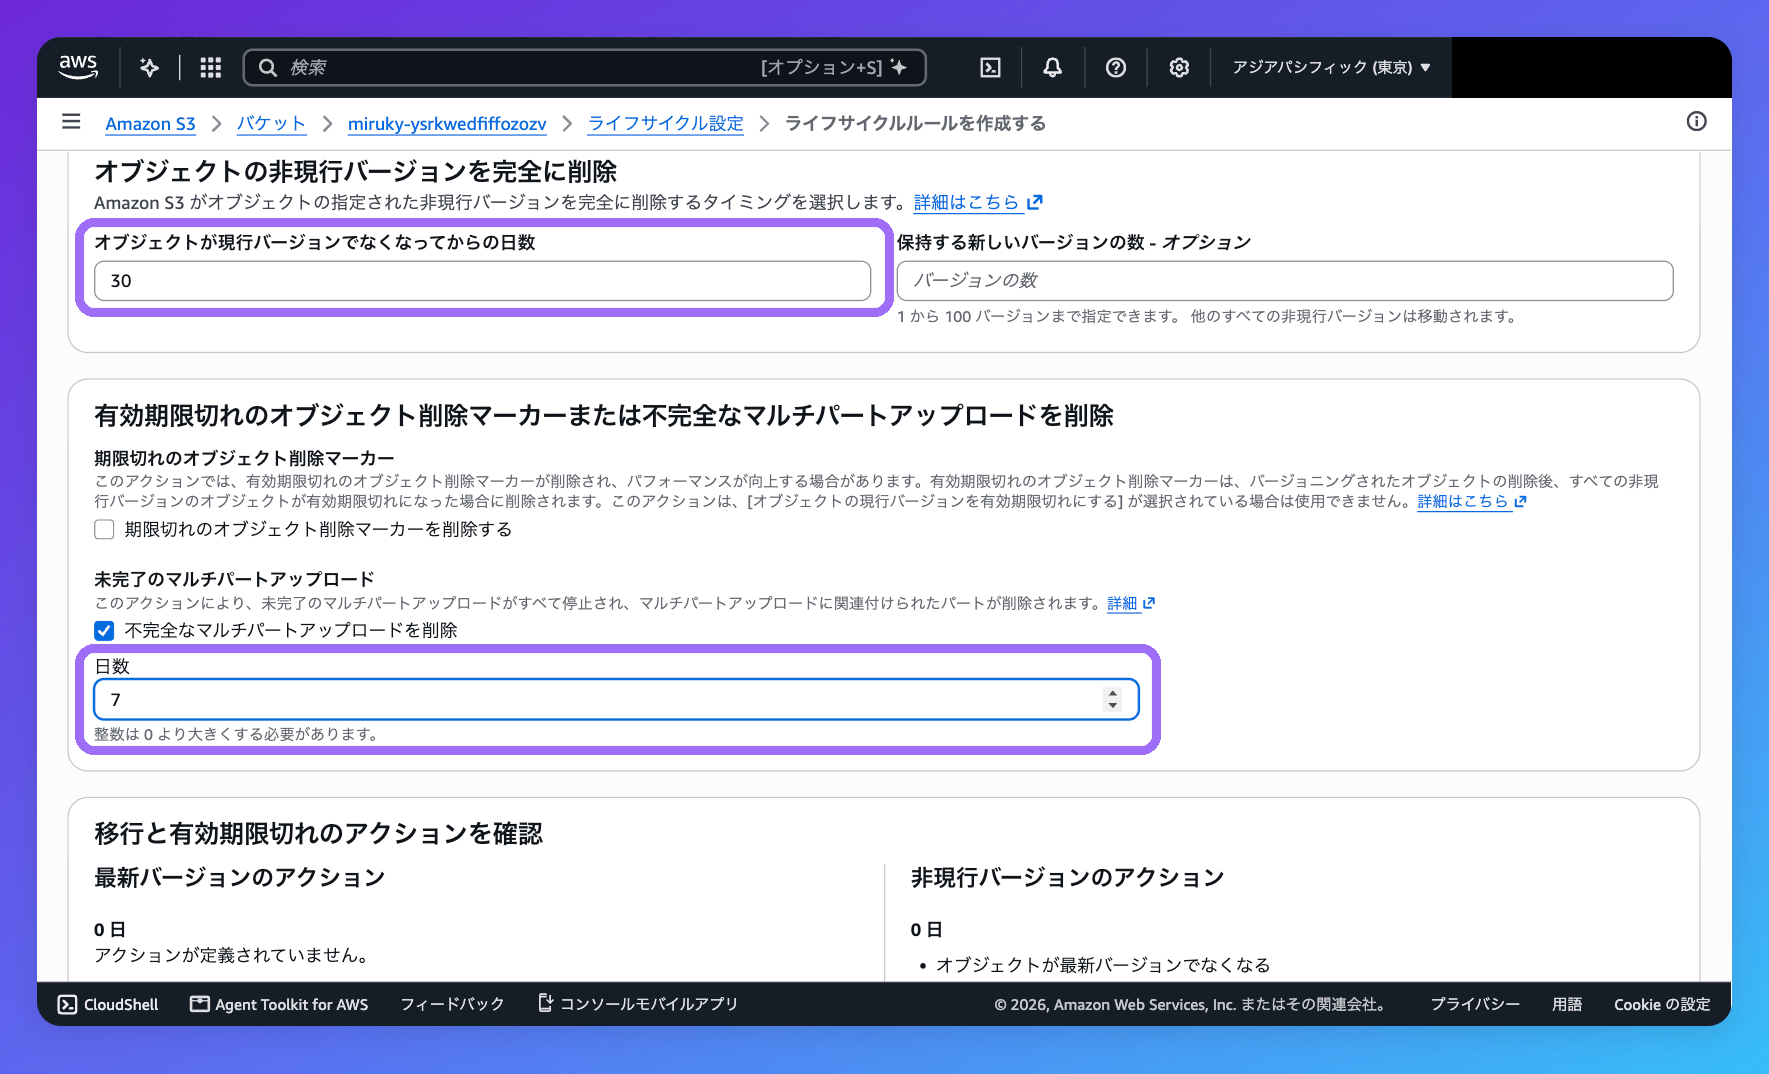 aws
検索
[オプション+S]
アジアパシフィック (東京) ▼
Amazon S3 > バケット > miruky-ysrkwedfiffozozv > ライフサイクル設定 > ライフサイクルルールを作成する
オブジェクトの非現行バージョンを完全に削除
Amazon S3 がオブジェクトの指定された非現行バージョンを完全に削除するタイミングを選択します。詳細はこちら
オブジェクトが現行バージョンでなくなってからの日数
30
保持する新しいバージョンの数 - オプション
バージョンの数
1 から 100 バージョンまで指定できます。 他のすべての非現行バージョンは移動されます。
有効期限切れのオブジェクト削除マーカーまたは不完全なマルチパートアップロードを削除
期限切れのオブジェクト削除マーカー
このアクションでは、有効期限切れのオブジェクト削除マーカーが削除され、パフォーマンスが向上する場合があります。有効期限切れのオブジェクト削除マーカーは、バージョニングされたオブジェクトの削除後、すべての非現
行バージョンのオブジェクトが有効期限切れになった場合に削除されます。このアクションは、[オブジェクトの現行バージョンを有効期限切れにする] が選択されている場合は使用できません。詳細はこちら
期限切れのオブジェクト削除マーカーを削除する
未完了のマルチパートアップロード
このアクションにより、未完了のマルチパートアップロードがすべて停止され、マルチパートアップロードに関連付けられたパートが削除されます。詳細
不完全なマルチパートアップロードを削除
日数
7
整数は 0 より大きくする必要があります。
移行と有効期限切れのアクションを確認
最新バージョンのアクション
0 日
アクションが定義されていません。
非現行バージョンのアクション
0 日
• オブジェクトが最新バージョンでなくなる
CloudShell
Agent Toolkit for AWS
フィードバック
コンソールモバイルアプリ
© 2026, Amazon Web Services, Inc. またはその関連会社。
プライバシー
用語
Cookie の設定